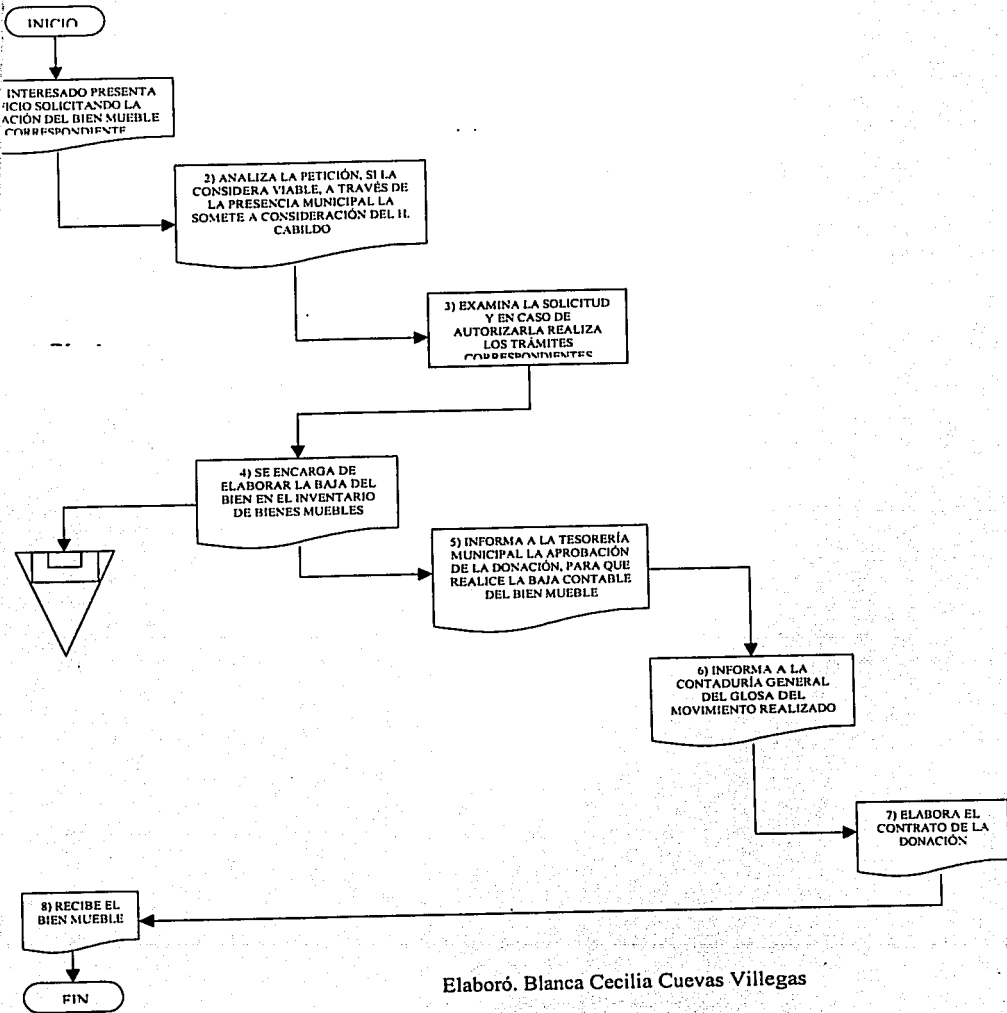 INICIO
INTERESADO PRESENTA
FICIO SOLICITANDO LA
ACIÓN DEL BIEN MUEBLE
CORRESPONDIENTE
2) ANALIZA LA PETICIÓN, SI LA
CONSIDERA VIABLE, A TRAVÉS DE
LA PRESENCIA MUNICIPAL LA
SOMETE A CONSIDERACIÓN DEL H.
CABILDO
3) EXAMINA LA SOLICITUD
Y EN CASO DE
AUTORIZARLA REALIZA
LOS TRÁMITES
CORRESPONDIENTES
4) SE ENCARGA DE
ELABORAR LA BAJA DEL
BIEN EN EL INVENTARIO
DE BIENES MUEBLES
5) INFORMA A LA TESORERÍA
MUNICIPAL LA APROBACIÓN
DE LA DONACIÓN, PARA QUE
REALICE LA BAJA CONTABLE
DEL BIEN MUEBLE
6) INFORMA A LA
CONTADURÍA GENERAL
DEL GLOSA DEL
MOVIMIENTO REALIZADO
7) ELABORA EL
CONTRATO DE LA
DONACIÓN
8) RECIBE EL
BIEN MUEBLE
FIN
Elaboró. Blanca Cecilia Cuevas Villegas